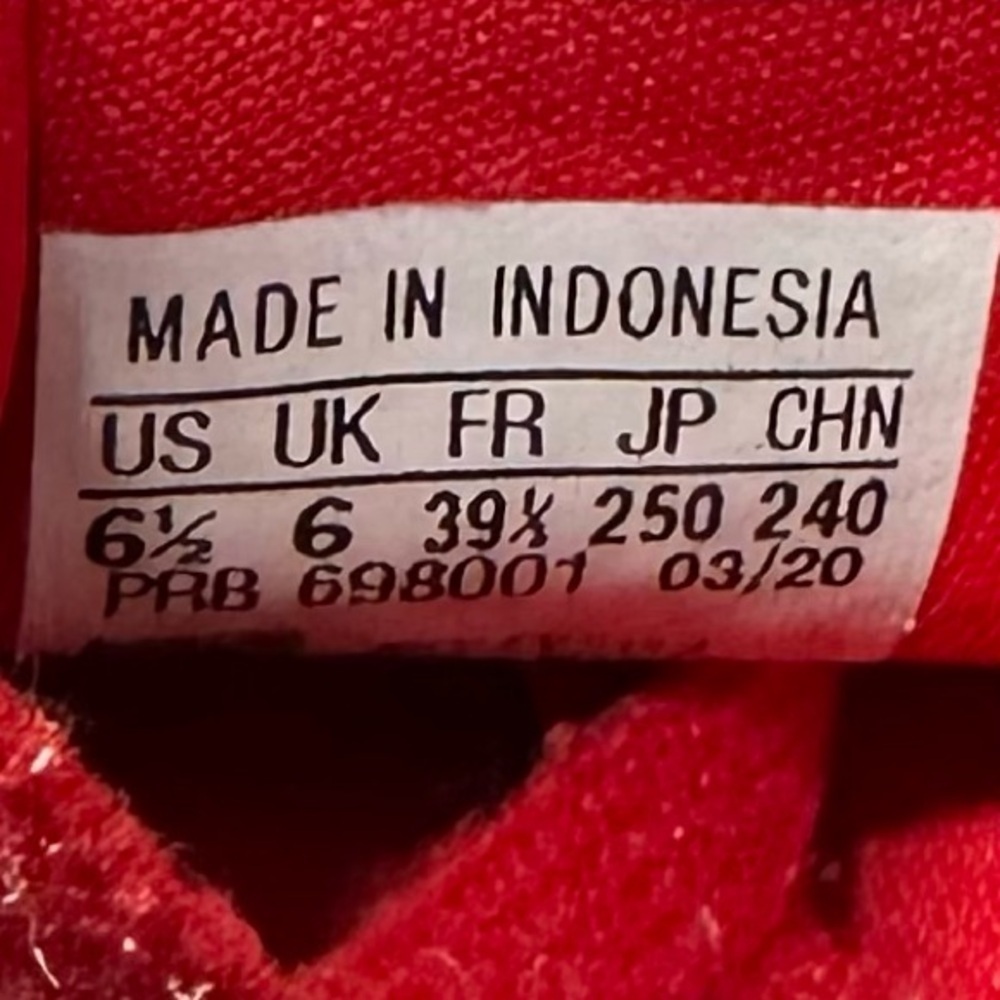 MADE IN INDONESIA
US UK FR JP CHN
6½ 6 39⅓ 250 240
PRB 698001 03/20